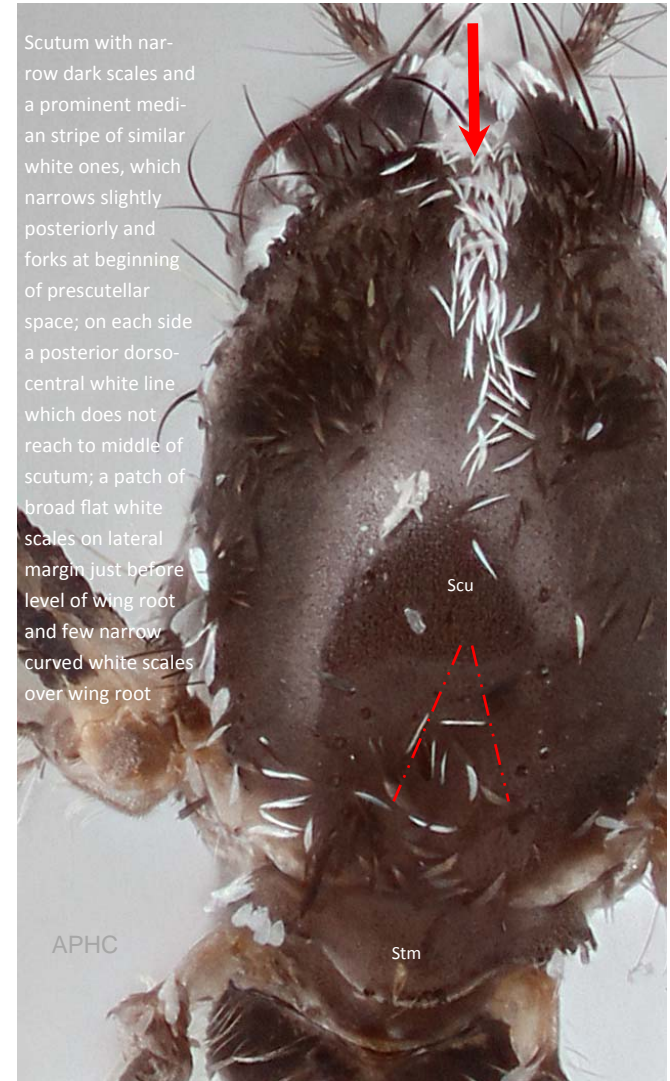 Scutum with nar-
row dark scales and
a prominent medi-
an stripe of similar
white ones, which
narrows slightly
posteriorly and
forks at beginning
of prescutellar
space; on each side
a posterior dorso-
central white line
which does not
reach to middle of
scutum; a patch of
broad flat white
scales on lateral
margin just before
level of wing root
and few narrow
curved white scales
over wing root
Scu
APHC
Stm